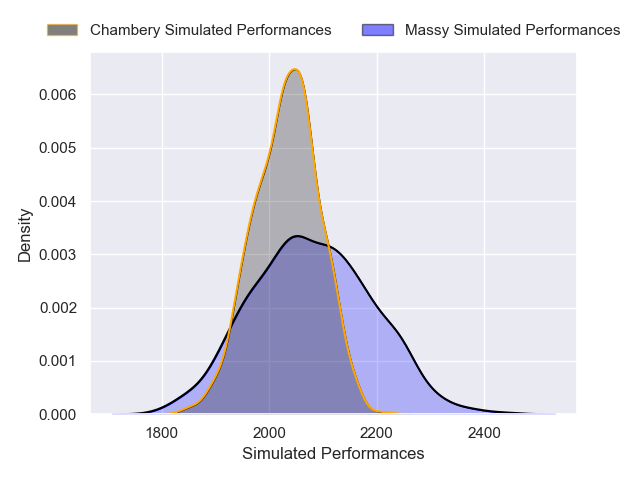 Chambery Simulated Performances Massy Simulated Performances
0.006
0.005
0.004
0.003
0.002
0.001
0.000
Density
1800 2000 2200 2400
Simulated Performances